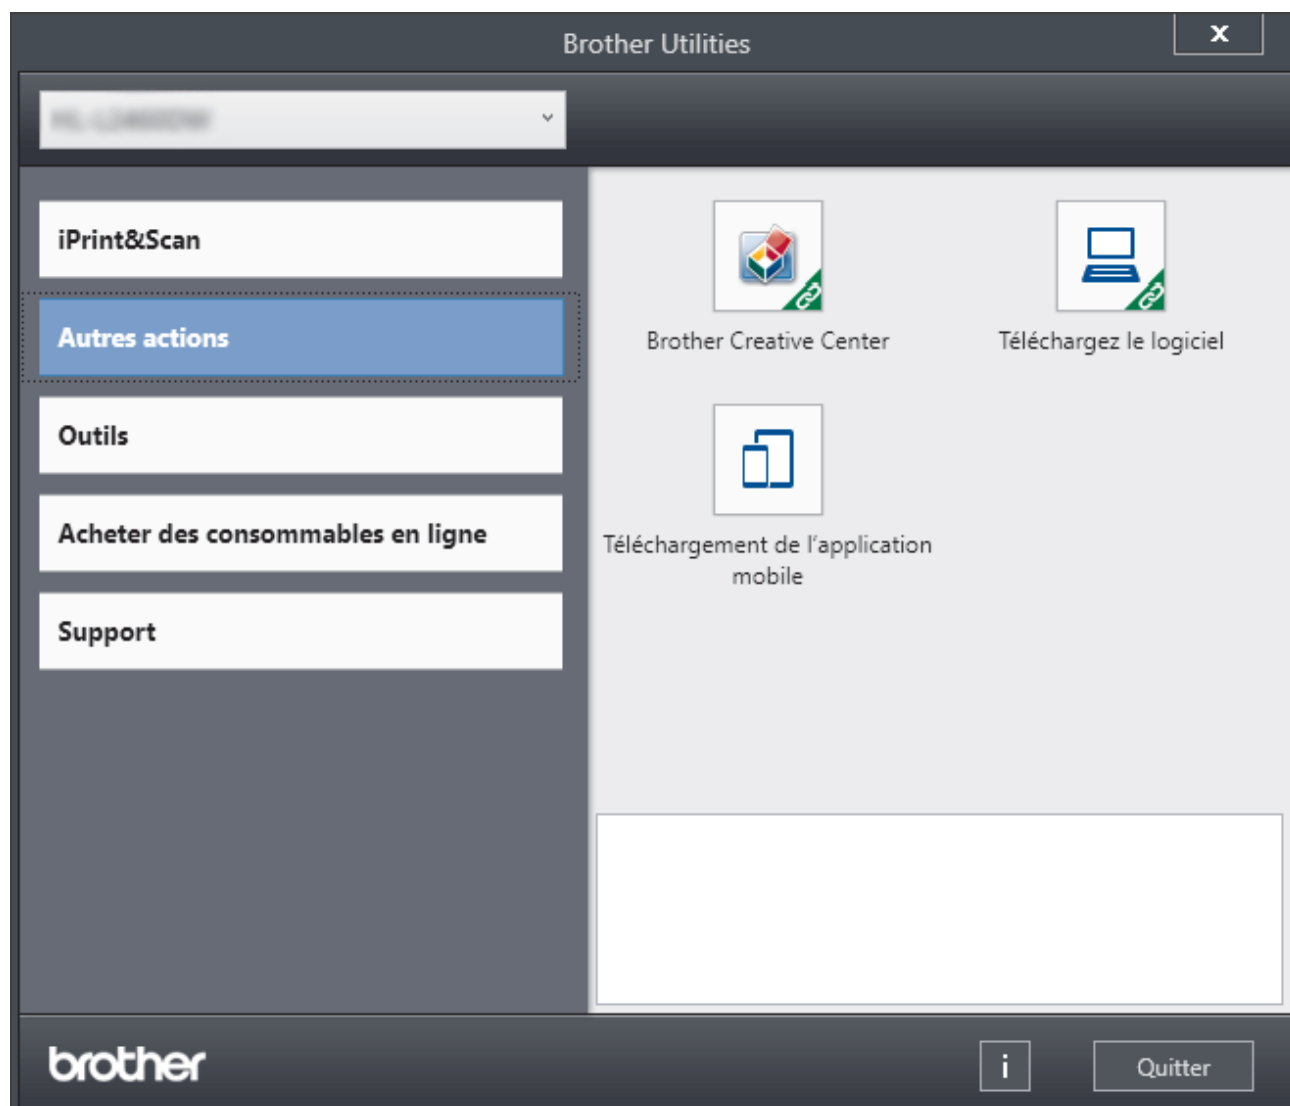 Brother Utilities
x
iPrint&Scan
Autres actions
Outils
Acheter des consommables en ligne
Support
Brother Creative Center
Téléchargez le logiciel
Téléchargement de l’application
mobile
brother
i
Quitter